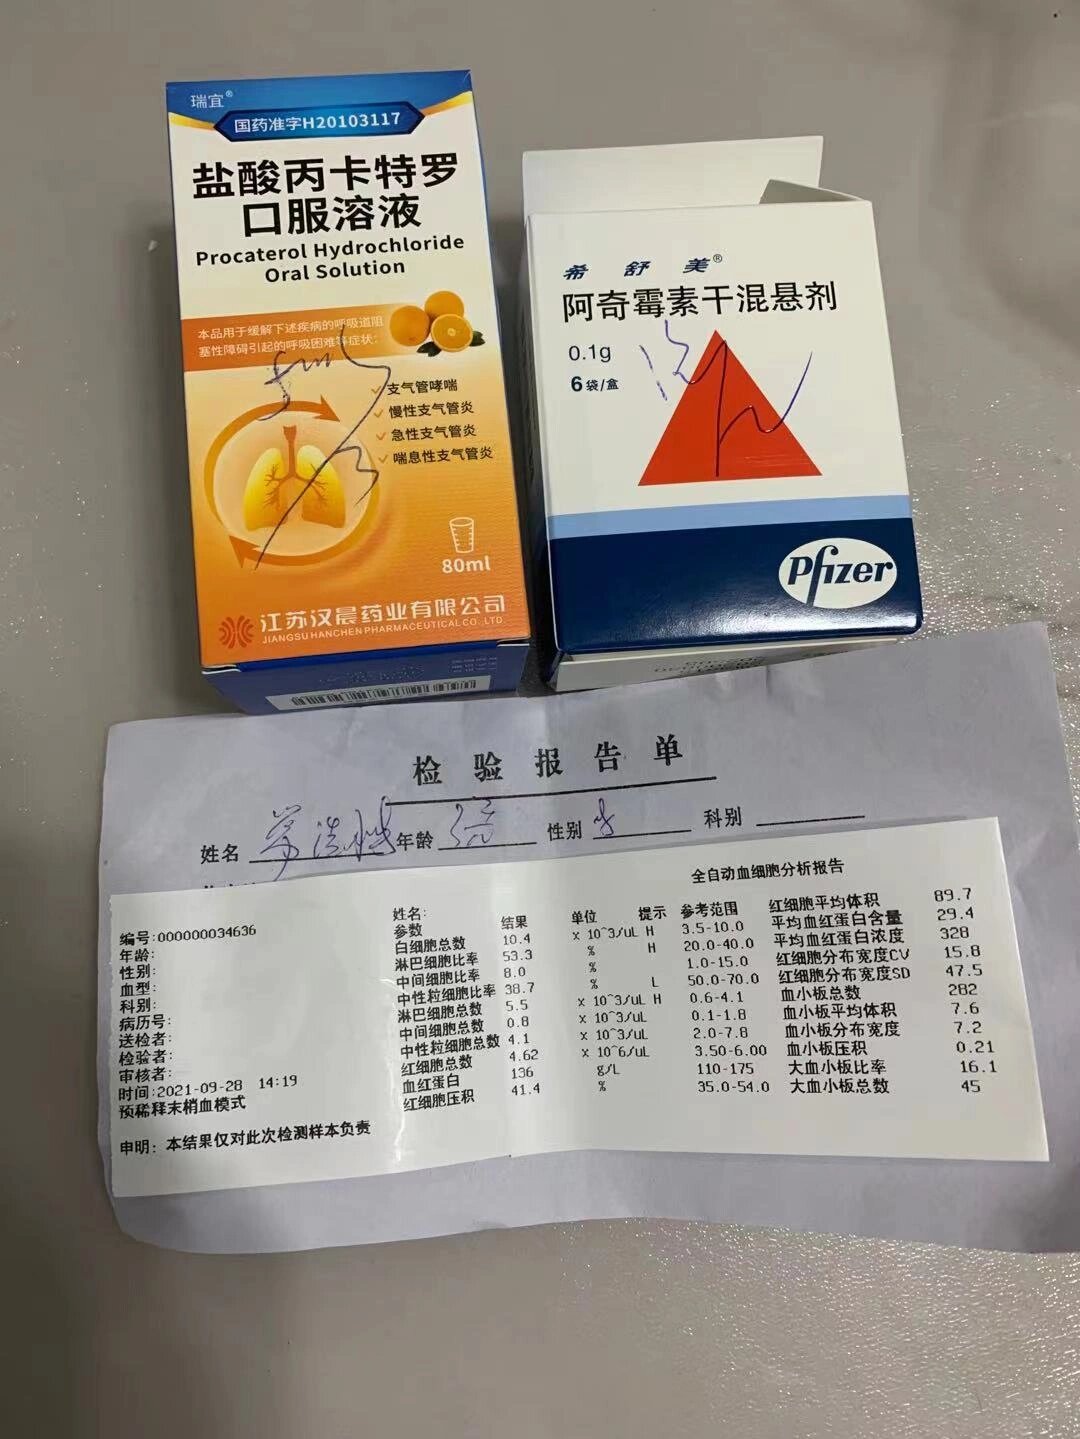 瑞宜®
国药准字H20103117
盐酸丙卡特罗
口服溶液
Procaterol Hydrochloride
Oral Solution
本品用于缓解下述疾病的呼吸道阻
塞性障碍引起的呼吸困难等症状:
支气管哮喘
慢性支气管炎
急性支气管炎
喘息性支气管炎
80ml
江苏汉晨药业有限公司
JIANGSU HANCHEN PHARMACEUTICAL CO., LTD
希舒美®
阿奇霉素干混悬剂
0.1g
6袋/盒
Pfizer
检验报告单
姓名 年龄 性别 科别
全自动血细胞分析报告
编号:000000034636
年龄:
性别:
血型:
科别:
病历号:
送检者:
检验者:
审核者:
时间:2021-09-28 14:19
预稀释末梢血模式
申明: 本结果仅对此次检测样本负责
姓名:
参数 结果 单位 提示 参考范围
白细胞总数 10.4 x 10^3/uL H 3.5-10.0
淋巴细胞比率 53.3 % H 20.0-40.0
中间细胞比率 8.0 % 1.0-15.0
中性粒细胞比率 38.7 % L 50.0-70.0
淋巴细胞总数 5.5 x 10^3/uL H 0.6-4.1
中间细胞总数 0.8 x 10^3/uL 0.1-1.8
中性粒细胞总数 4.1 x 10^3/uL 2.0-7.8
红细胞总数 4.62 x 10^6/uL 3.50-6.00
血红蛋白 136 g/L 110-175
红细胞压积 41.4 % 35.0-54.0
红细胞平均体积 89.7
平均血红蛋白含量 29.4
平均血红蛋白浓度 328
红细胞分布宽度CV 15.8
红细胞分布宽度SD 47.5
血小板总数 282
血小板平均体积 7.6
血小板分布宽度 7.2
血小板压积 0.21
大血小板比率 16.1
大血小板总数 45